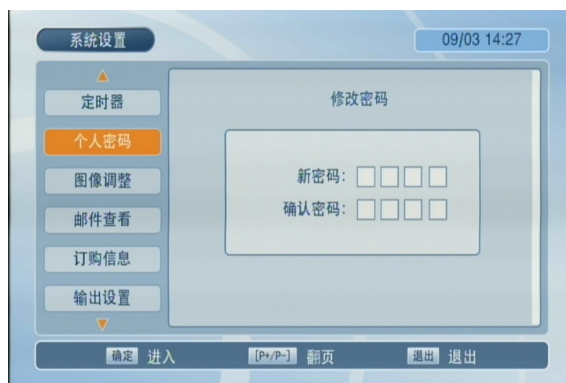 系统设置
09/03 14:27
定时器
个人密码
图像调整
邮件查看
订购信息
输出设置
修改密码
新密码：
确认密码：
确定 进入
[P+/P-] 翻页
退出 退出